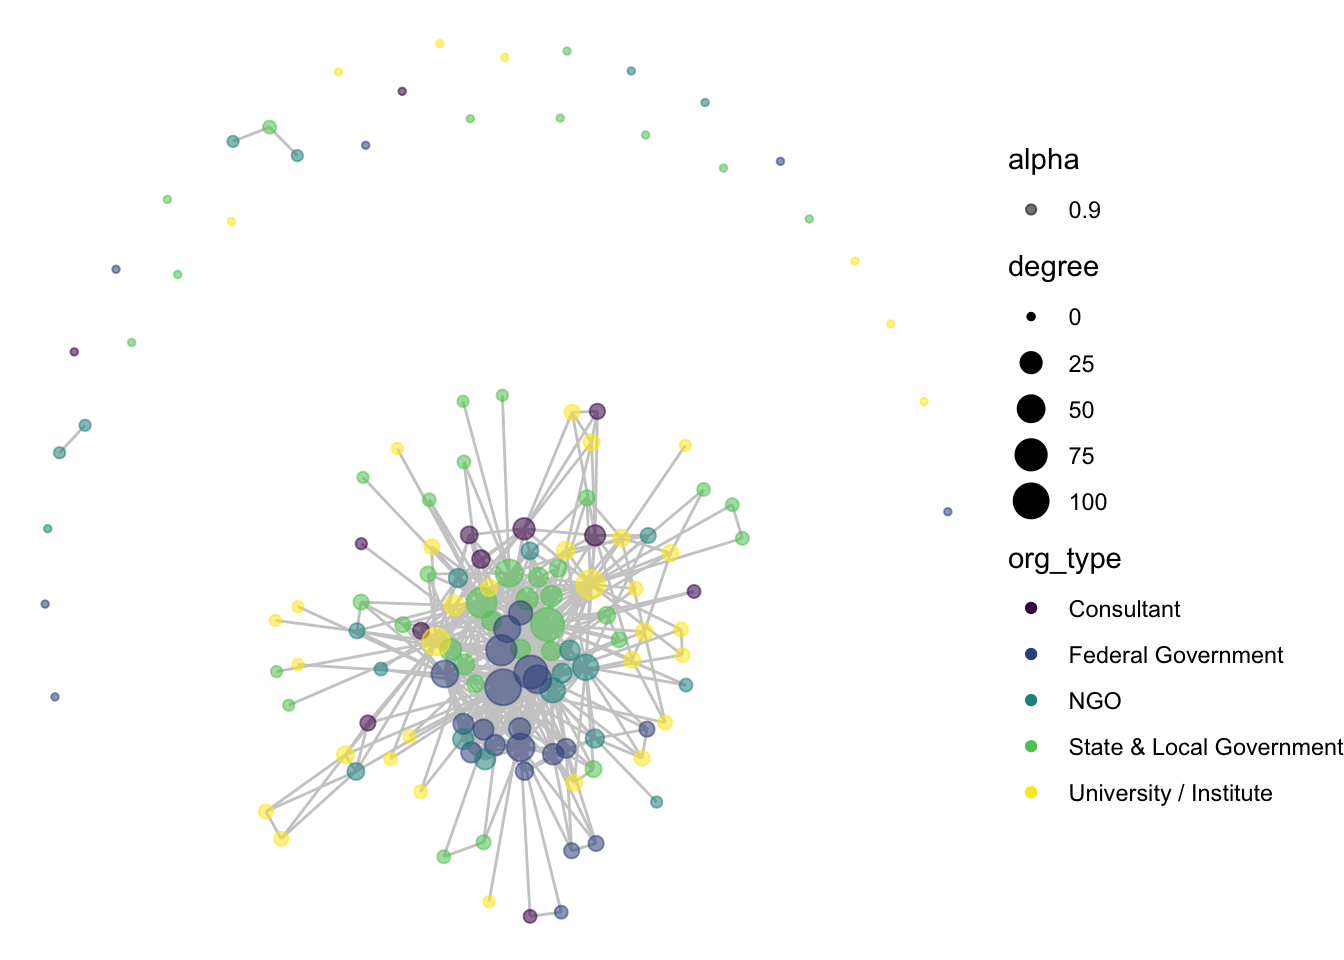 alpha
0.9
degree
0
25
50
75
100
org_type
Consultant
Federal Government
NGO
State & Local Government
University / Institute